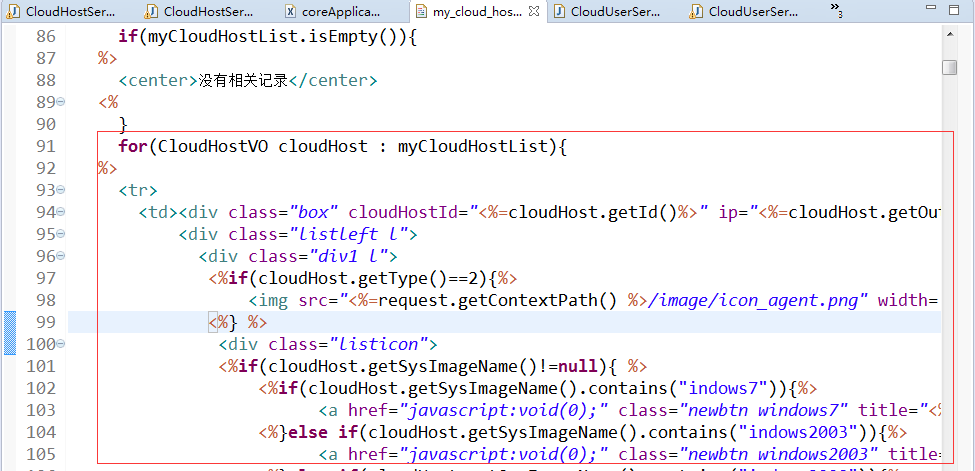 CloudHostSer... CloudHostSer... coreApplica... my_cloud_hos... CloudUserSer... CloudUserSer... »3
86 if(myCloudHostList.isEmpty()){
87 %>
88 <center>没有相关记录</center>
89 <%
90 }
91 for(CloudHostVO cloudHost : myCloudHostList){
92 %>
93 <tr>
94 <td><div class="box" cloudHostId="<%=cloudHost.getId()%>" ip="<%=cloudHost.getOut
95 <div class="listleft l">
96 <div class="div1 l">
97 <%if(cloudHost.getType()==2){%>
98 <img src="<%=request.getContextPath() %>/image/icon_agent.png" width=
99 <%} %>
100 <div class="listicon">
101 <%if(cloudHost.getSysImageName()!=null){ %>
102 <%if(cloudHost.getSysImageName().contains("indows7")){%>
103 <a href="javascript:void(0);" class="newbtn windows7" title="<%
104 <%}else if(cloudHost.getSysImageName().contains("indows2003")){%>
105 <a href="javascript:void(0);" class="newbtn windows2003" title=